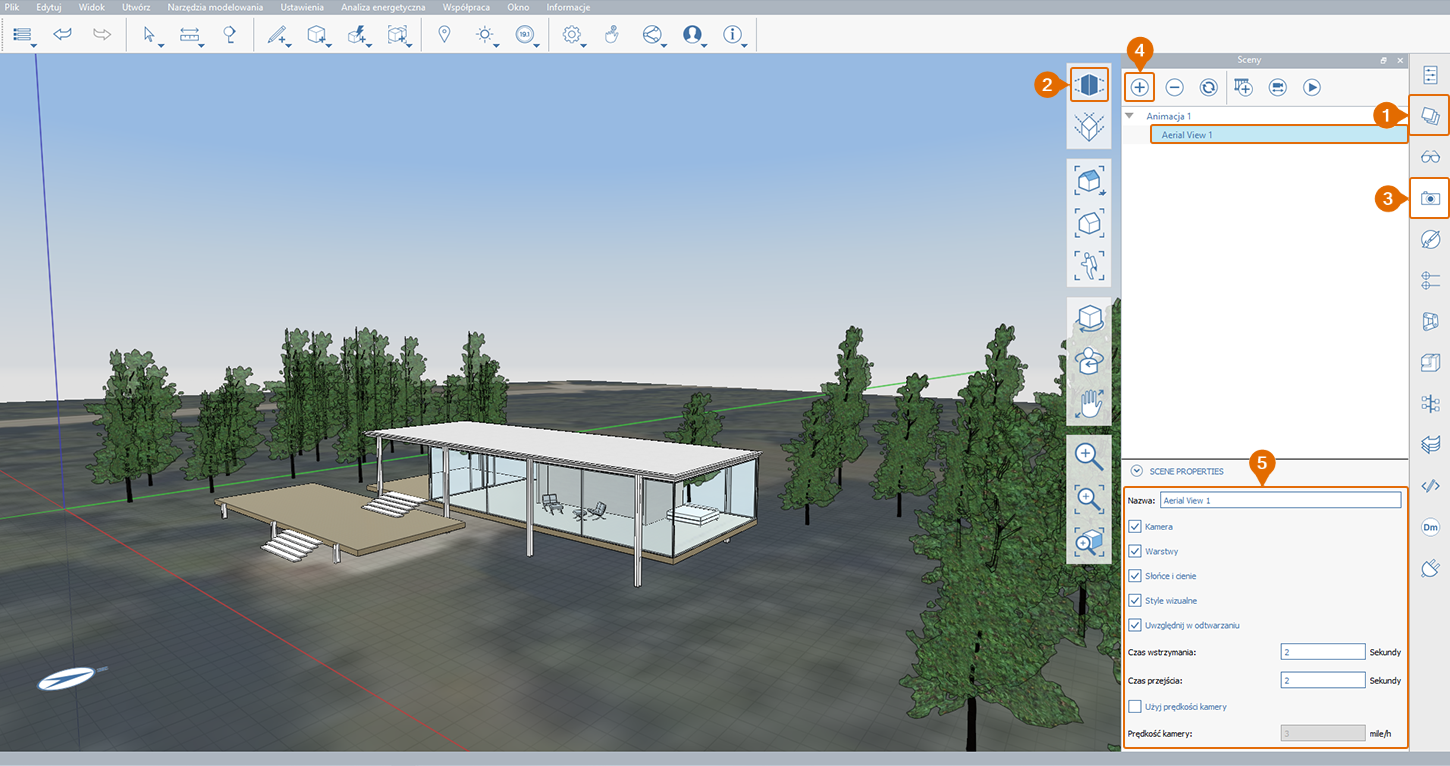 Plik Edytuj Widok Utwórz Narzędzia modelowania Ustawienia Analiza energetyczna Współpraca Okno Informacje
19.1
Sceny
4
2
1
Animacja 1
Aerial View 1
3
5
SCENE PROPERTIES
Nazwa: Aerial View 1
Kamera
Warstwy
Słońce i cienie
Style wizualne
Uwzględnij w odtwarzaniu
Czas wstrzymania: 2 Sekundy
Czas przejścia: 2 Sekundy
Użyj prędkości kamery
Prędkość kamery: 3 mile/h
Dm